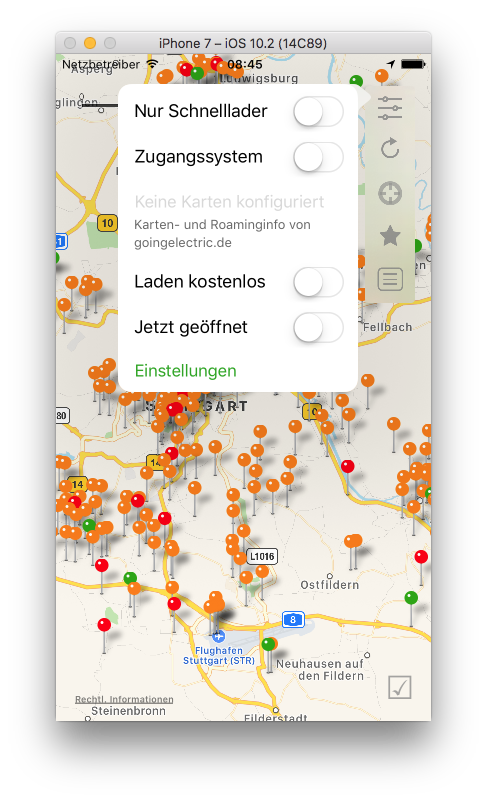 iPhone 7 – iOS 10.2 (14C89)
Netzbetreiber 08:45
Asperg
Ludwigsburg
glingen
Nur Schnelllader
Zugangssystem
10
Keine Karten konfiguriert
Karten- und Roaminginfo von
goingelectric.de
Laden kostenlos
Jetzt geöffnet
Fellbach
Einstellungen
80
14
14
L1016
Ostfildern
8
Flughafen
Stuttgart (STR)
Neuhausen auf
den Fildern
Rechtl. Informationen
Steinenbronn
Filderstadt